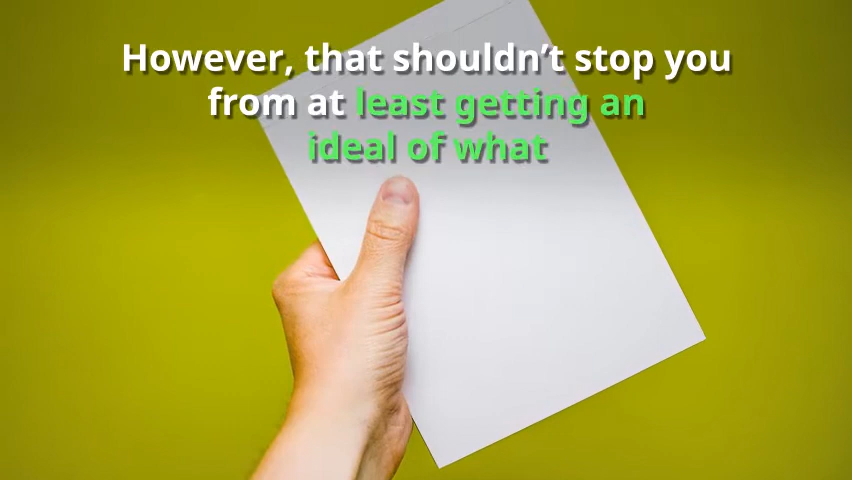 However, that shouldn’t stop you
from at least getting an
ideal of what